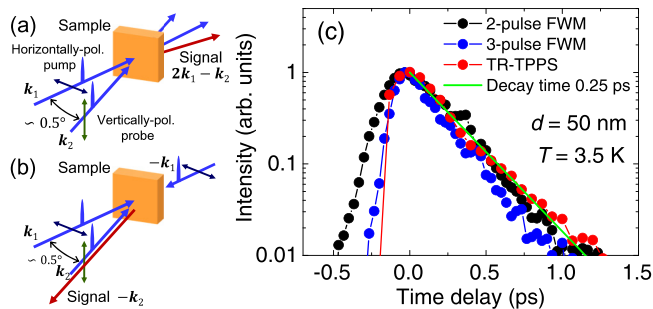 (a)
Sample
Horizontally-pol.
pump
k₁
∽ 0.5°
k₂
Vertically-pol.
probe
Signal
2k₁ − k₂
(b)
Sample
−k₁
k₁
∽ 0.5°
k₂
Signal −k₂
(c)
2-pulse FWM
3-pulse FWM
TR-TPPS
Decay time 0.25 ps
d = 50 nm
T = 3.5 K
Intensity (arb. units)
1
0.1
0.01
-0.5 0.0 0.5 1.0 1.5
Time delay (ps)